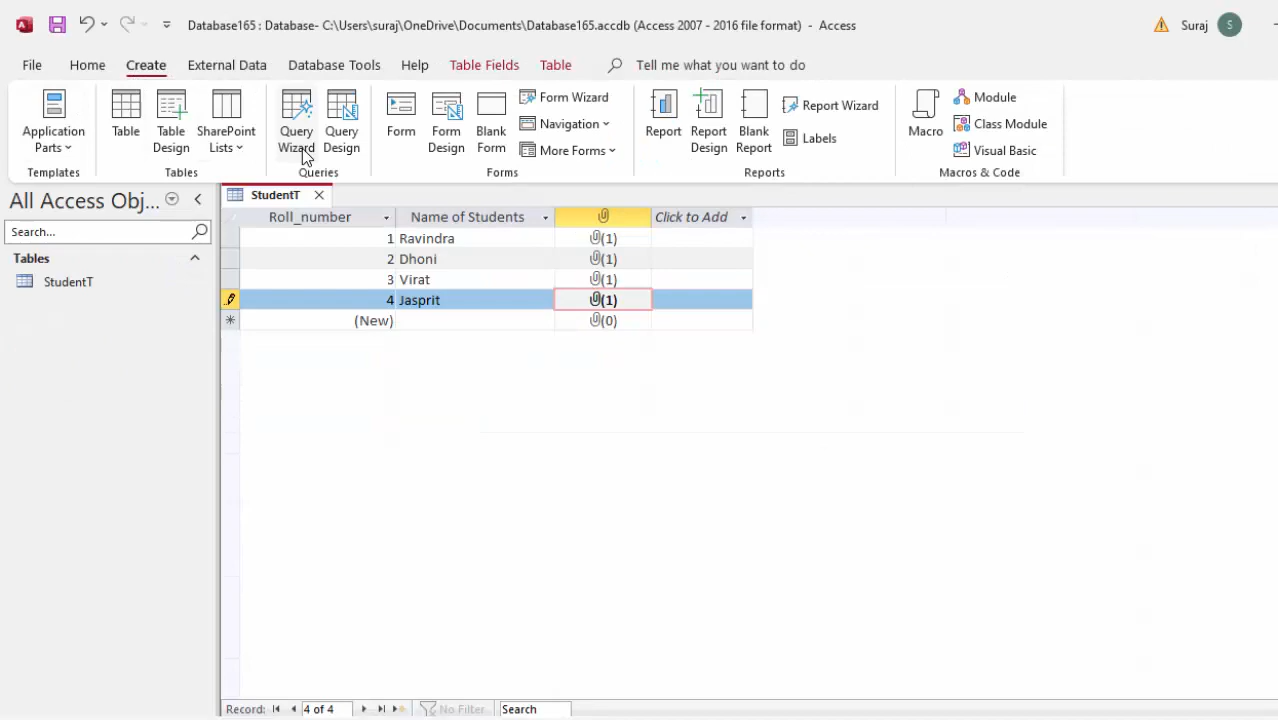 Database165 : Database- C:\Users\suraj\OneDrive\Documents\Database165.accdb (Access 2007 - 2016 file format) - Access
Suraj
S
File Home Create External Data Database Tools Help Table Fields Table Tell me what you want to do
Application Parts
Templates
Table
Table Design
SharePoint Lists
Tables
Query Wizard
Query Design
Queries
Form
Form Design
Blank Form
Form Wizard
Navigation
More Forms
Forms
Report
Report Design
Blank Report
Report Wizard
Labels
Reports
Macro
Module
Class Module
Visual Basic
Macros & Code
All Access Obj...
Search...
Tables
StudentT
StudentT
Roll_number Name of Students Click to Add
1 Ravindra (1)
2 Dhoni (1)
3 Virat (1)
4 Jasprit (1)
(New) (0)
Record: 4 of 4 No Filter Search